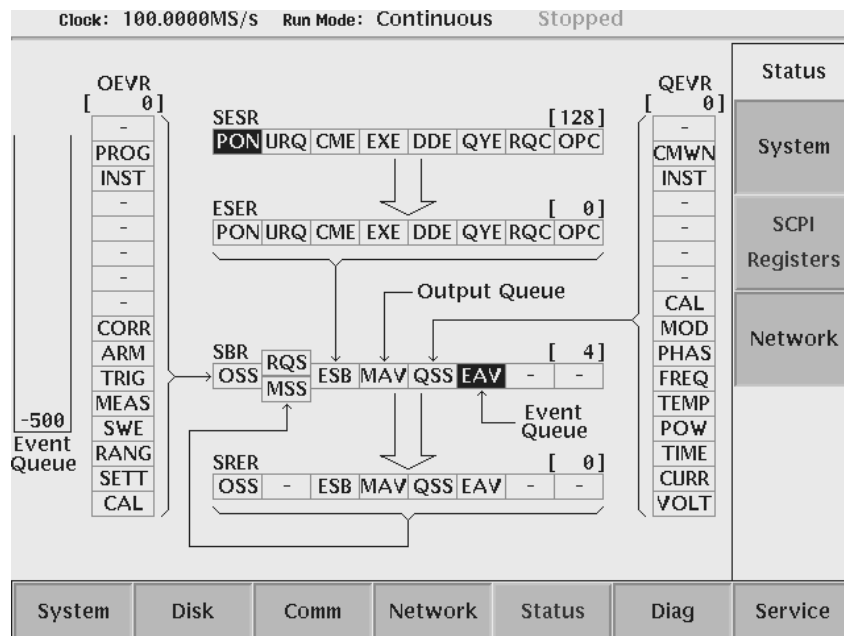 Clock: 100.0000MS/s Run Mode: Continuous Stopped
OEVR
[ 0]
-
PROG
INST
-
-
-
-
-
CORR
ARM
TRIG
MEAS
SWE
RANG
SETT
CAL
-500
Event
Queue
SESR [128]
PON URQ CME EXE DDE QYE RQC OPC
ESER [ 0]
PON URQ CME EXE DDE QYE RQC OPC
Output Queue
SBR [ 4]
OSS RQS MSS ESB MAV QSS EAV - -
Event
Queue
SRER [ 0]
OSS - ESB MAV QSS EAV - -
QEVR
[ 0]
-
CMWN
INST
-
-
-
-
CAL
MOD
PHAS
FREQ
TEMP
POW
TIME
CURR
VOLT
Status
System
SCPI
Registers
Network
System Disk Comm Network Status Diag Service